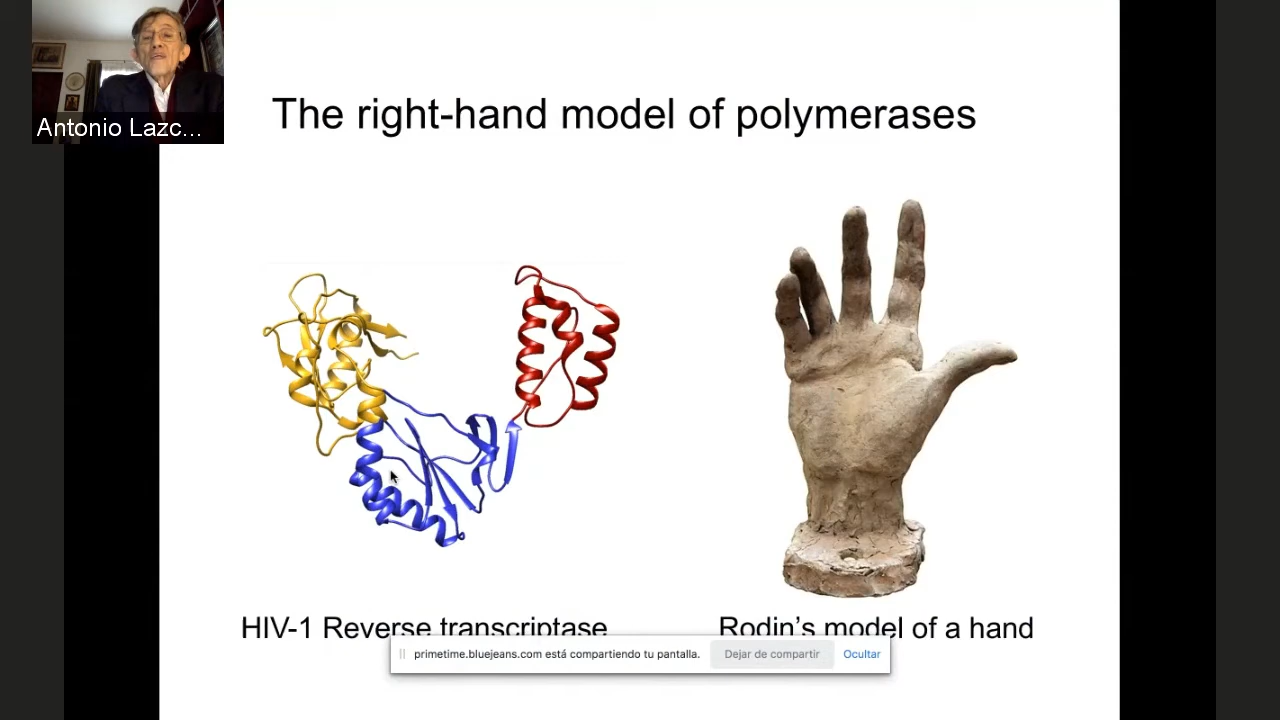 Antonio Lazc...
The right-hand model of polymerases
HIV-1 Reverse transcriptase
Rodin's model of a hand
primetime.bluejeans.com está compartiendo tu pantalla.
Dejar de compartir
Ocultar